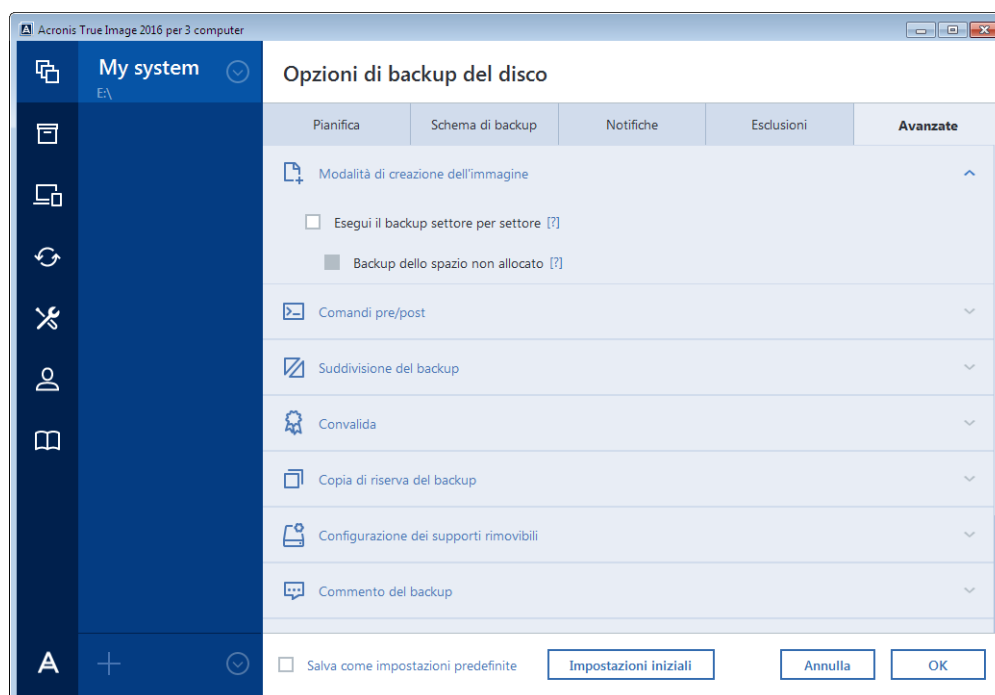 Acronis True Image 2016 per 3 computer
My system
E:\
Opzioni di backup del disco
Pianifica
Schema di backup
Notifiche
Esclusioni
Avanzate
Modalità di creazione dell'immagine
Esegui il backup settore per settore [?]
Backup dello spazio non allocato [?]
Comandi pre/post
Suddivisione del backup
Convalida
Copia di riserva del backup
Configurazione dei supporti rimovibili
Commento del backup
Salva come impostazioni predefinite
Impostazioni iniziali
Annulla
OK